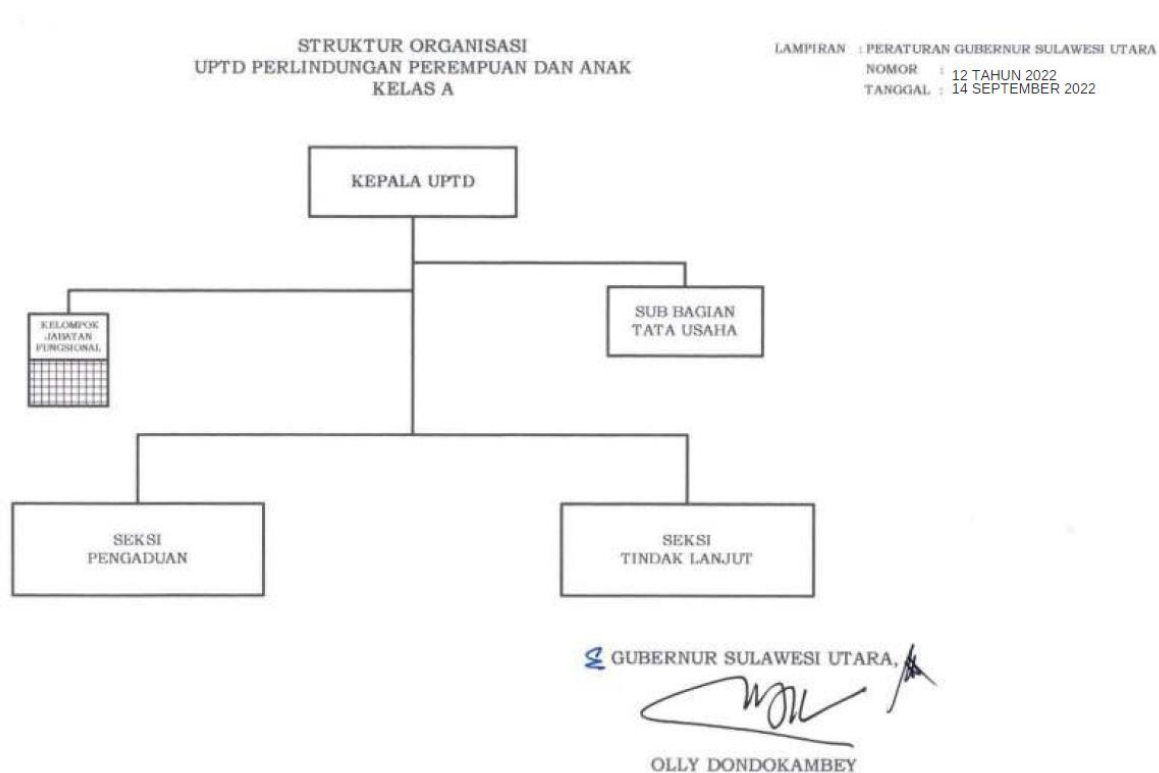 STRUKTUR ORGANISASI
UPTD PERLINDUNGAN PEREMPUAN DAN ANAK
KELAS A
LAMPIRAN : PERATURAN GUBERNUR SULAWESI UTARA
NOMOR : 12 TAHUN 2022
TANGGAL : 14 SEPTEMBER 2022
KEPALA UPTD
KELOMPOK
JABATAN
FUNGSIONAL
SUB BAGIAN
TATA USAHA
SEKSI
PENGADUAN
SEKSI
TINDAK LANJUT
GUBERNUR SULAWESI UTARA,
OLLY DONDOKAMBEY